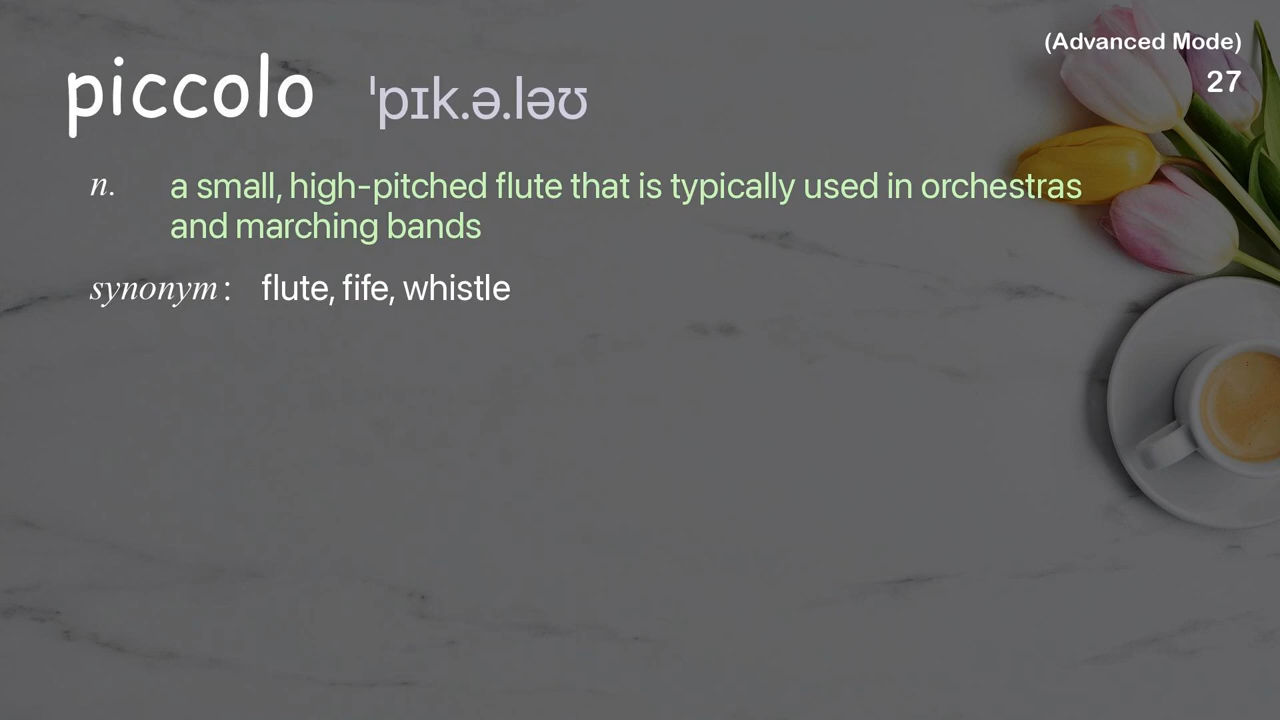 (Advanced Mode)
27
piccolo ˈpɪk.ə.ləʊ
n. a small, high-pitched flute that is typically used in orchestras
and marching bands
synonym: flute, fife, whistle